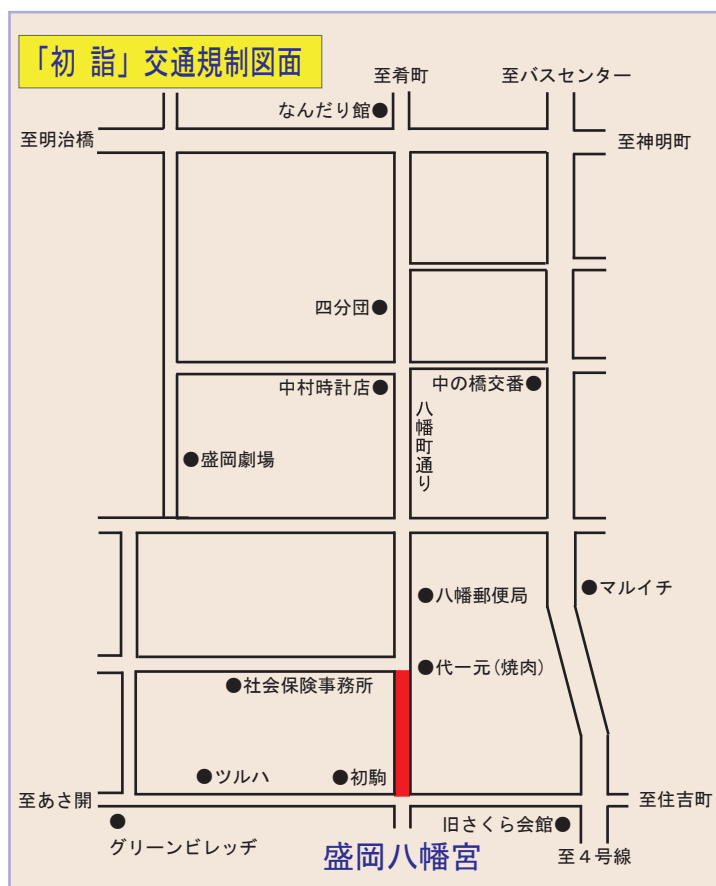 「初 詣」交通規制図面
至肴町
至バスセンター
なんだり館●
至明治橋
至神明町
四分団●
中村時計店●
中の橋交番●
八幡町通り
●盛岡劇場
●マルイチ
●八幡郵便局
●代一元(焼肉)
●社会保険事務所
●ツルハ
●初駒
至あさ開
至住吉町
旧さくら会館●
グリーンビレッヂ
盛岡八幡宮
至4号線